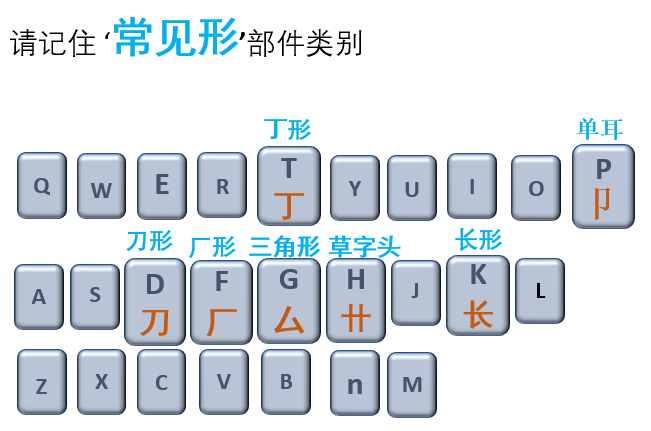 请记住 ‘常见形’部件类别
丁形 单耳
Q W E R T Y U I O P
丁 卩
刀形 厂形 三角形 草字头 长形
A S D F G H J K L
刀 厂 厶 卄 长
Z X C V B n M